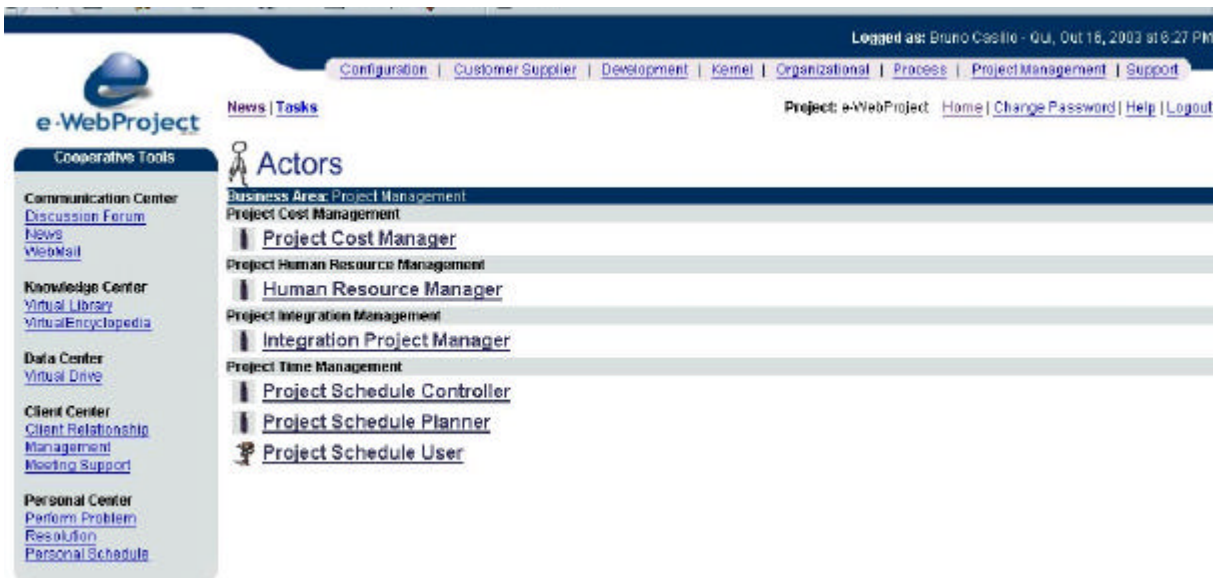 Logged as: Bruno Casillo - Qui, Out 16, 2003 at 6:27 PM
Configuration | Customer Supplier | Development | Kernel | Organizational | Process | Project Management | Support
e-WebProject
News | Tasks
Project: e-WebProject Home | Change Password | Help | Logout
Cooperative Tools
Communication Center
Discussion Forum
News
WebMail
Knowledge Center
Virtual Library
VirtualEncyclopedia
Data Center
Virtual Drive
Client Center
Client Relationship
Management
Meeting Support
Personal Center
Perform Problem
Resolution
Personal Schedule
Actors
Business Area: Project Management
Project Cost Management
Project Cost Manager
Project Human Resource Management
Human Resource Manager
Project Integration Management
Integration Project Manager
Project Time Management
Project Schedule Controller
Project Schedule Planner
Project Schedule User